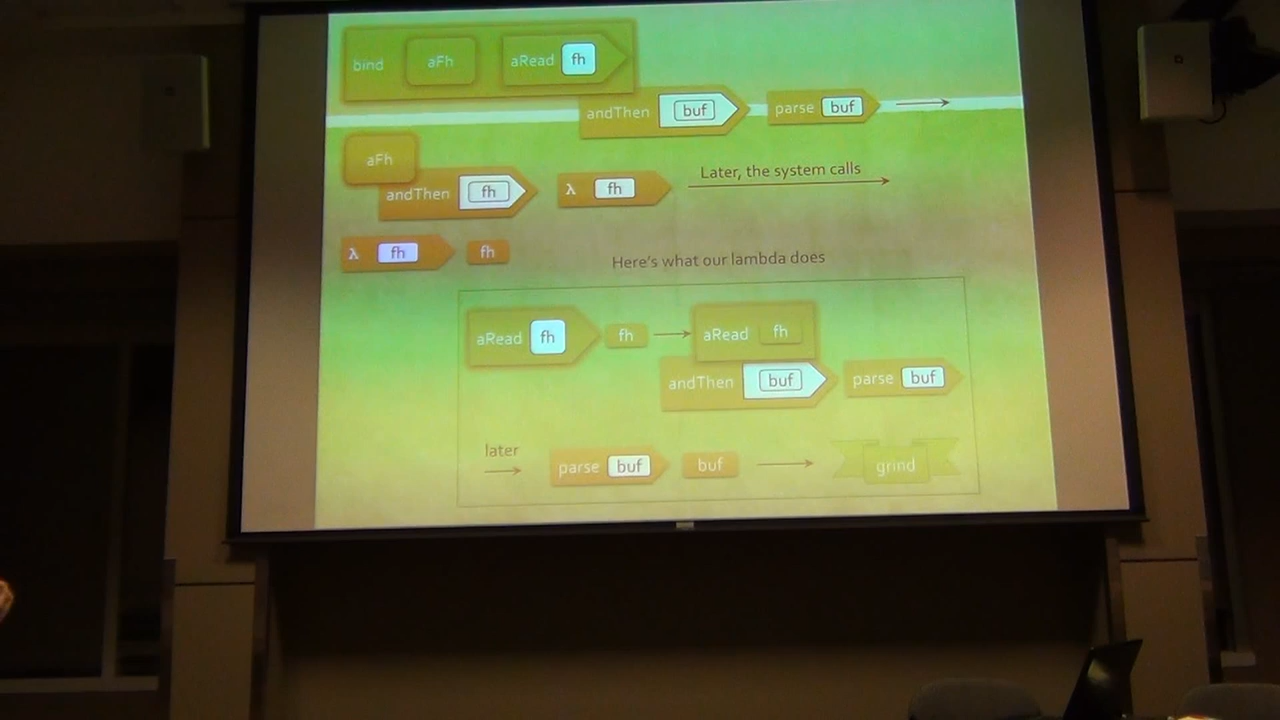 bind aFh aRead fh
andThen buf parse buf
aFh
andThen fh λ fh Later, the system calls
λ fh fh
Here's what our lambda does
aRead fh fh aRead fh
andThen buf parse buf
later
parse buf buf grind